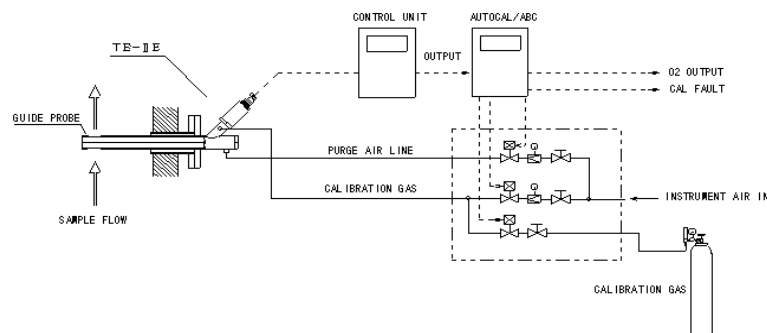 CONTROL UNIT
AUTOCAL/ABC
TE-ⅡE
OUTPUT
O2 OUTPUT
CAL FAULT
GUIDE PROBE
PURGE AIR LINE
CALIBRATION GAS
INSTRUMENT AIR IN
SAMPLE FLOW
CALIBRATION GAS